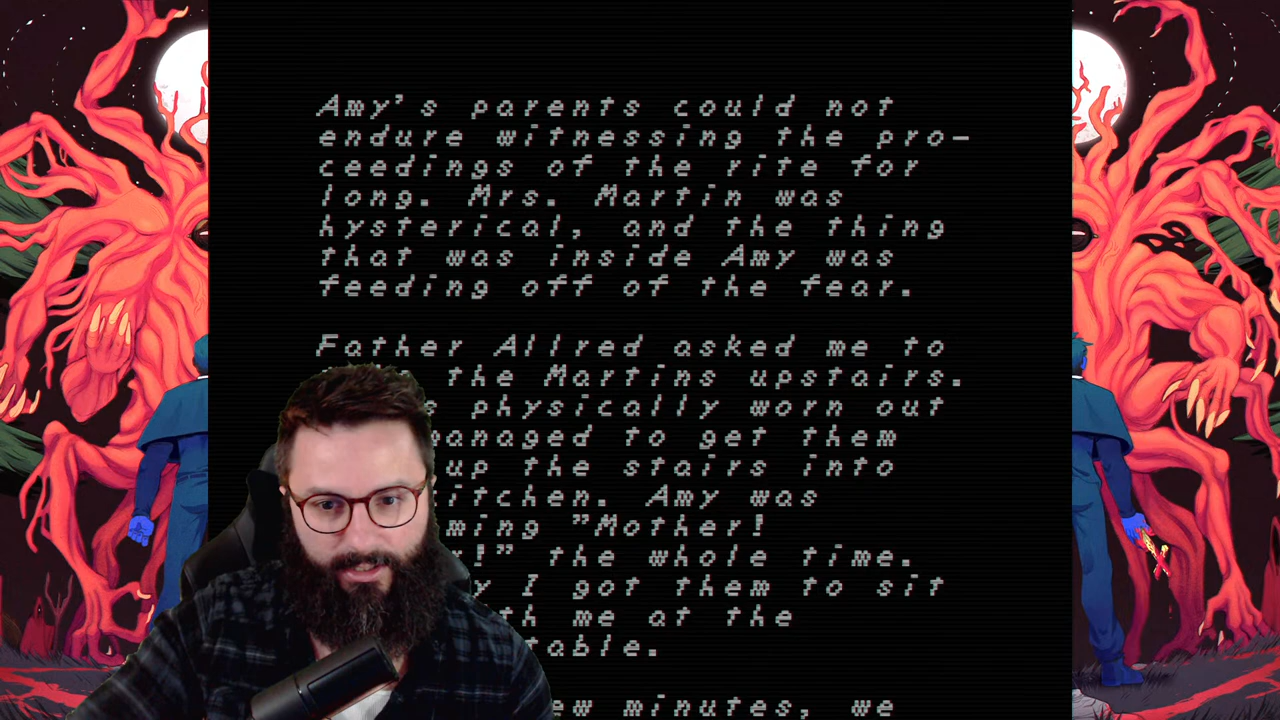 Amy's parents could not
endure witnessing the pro-
ceedings of the rite for
long. Mrs. Martin was
hysterical, and the thing
that was inside Amy was
feeding off of the fear.
Father Allred asked me to
the Martins upstairs.
physically worn out
to get them
up the stairs into
Amy was
"Mother!
the whole time.
I got them to sit
me at the
table.
minutes, we